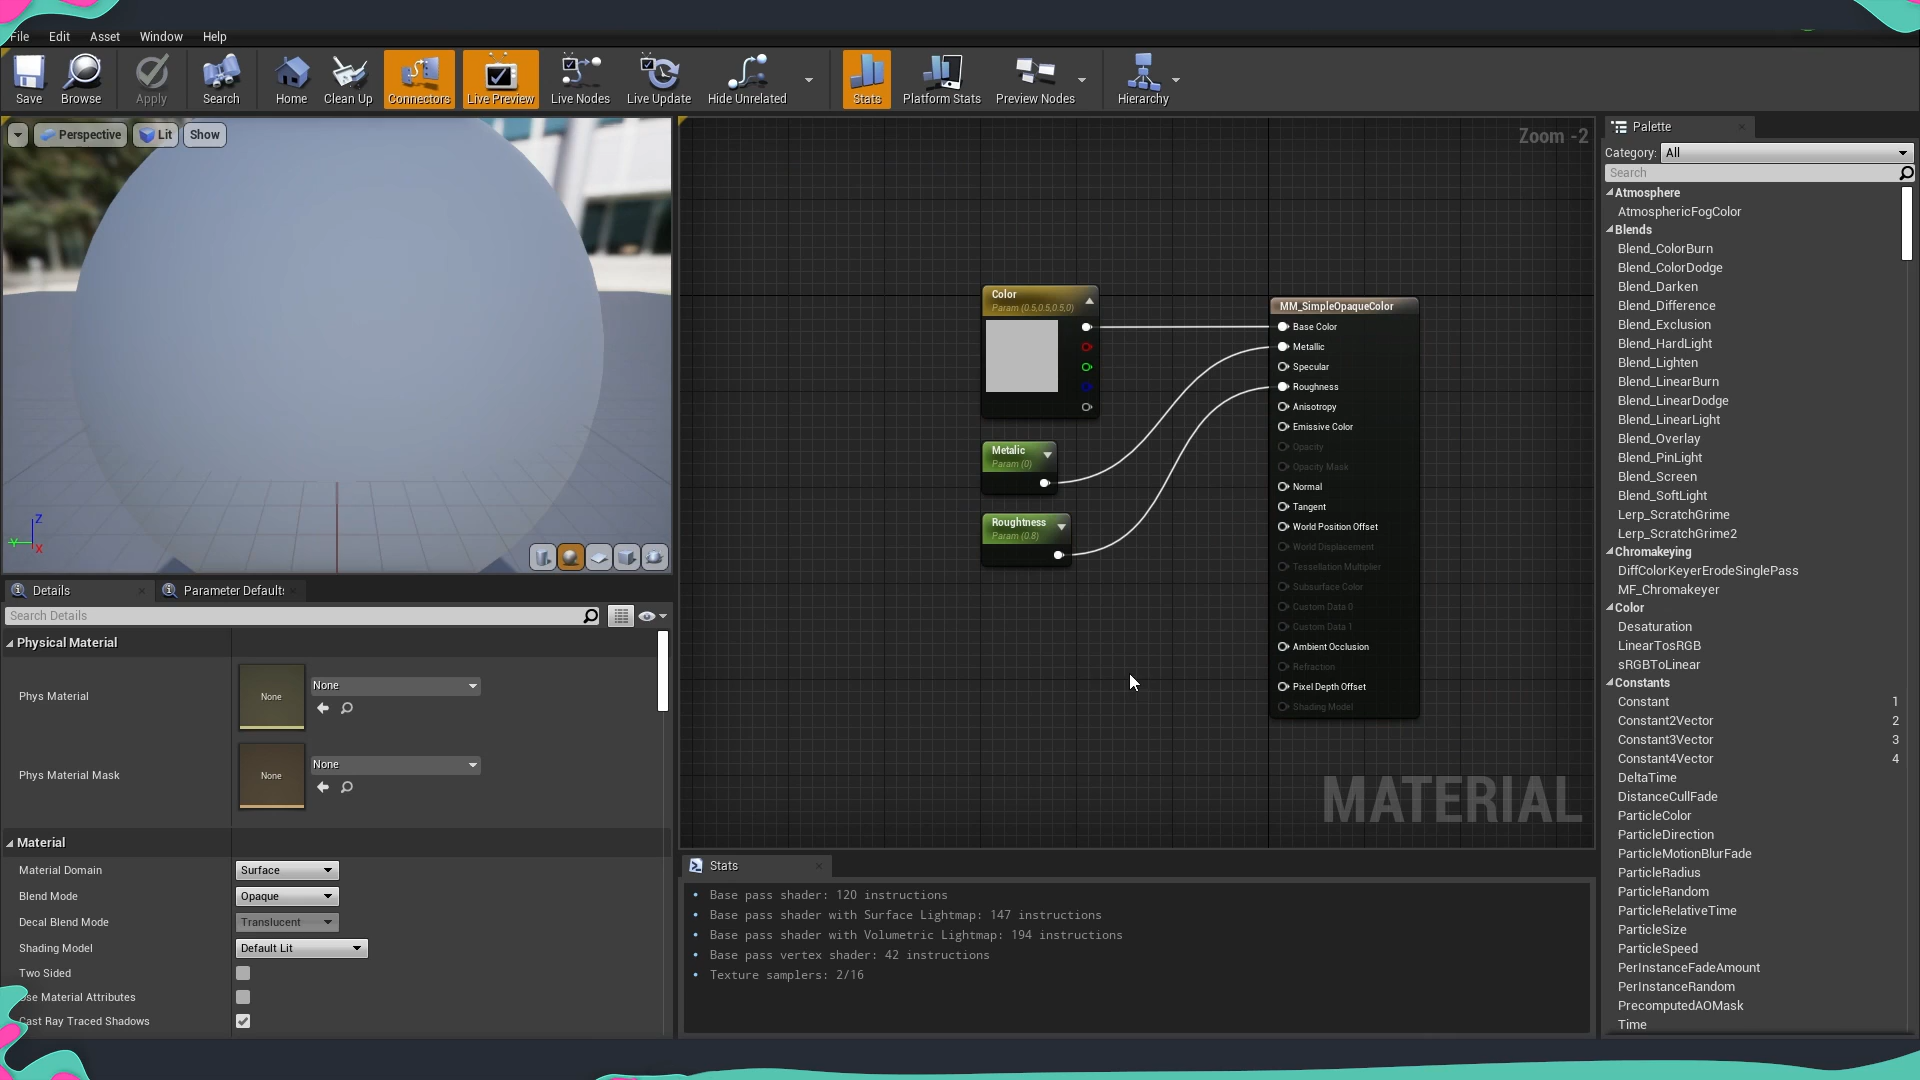 File Edit Asset Window Help
Save Browse Apply Search Home Clean Up Connectors Live Preview Live Nodes Live Update Hide Unrelated Stats Platform Stats Preview Nodes Hierarchy
Perspective Lit Show
Z
Y
X
Details
Parameter Defaults
Search Details
Physical Material
Phys Material
None
None
Phys Material Mask
None
None
Material
Material Domain
Surface
Blend Mode
Opaque
Decal Blend Mode
Translucent
Shading Model
Default Lit
Two Sided
Use Material Attributes
Cast Ray Traced Shadows
Zoom -2
Color
Param (0.5,0.5,0.5,0)
Metalic
Param (0)
Roughtness
Param (0.8)
MM_SimpleOpaqueColor
Base Color
Metallic
Specular
Roughness
Anisotropy
Emissive Color
Opacity
Opacity Mask
Normal
Tangent
World Position Offset
World Displacement
Tessellation Multiplier
Subsurface Color
Custom Data 0
Custom Data 1
Ambient Occlusion
Refraction
Pixel Depth Offset
Shading Model
MATERIAL
Stats
Base pass shader: 120 instructions
Base pass shader with Surface Lightmap: 147 instructions
Base pass shader with Volumetric Lightmap: 194 instructions
Base pass vertex shader: 42 instructions
Texture samplers: 2/16
Palette
Category: All
Search
Atmosphere
AtmosphericFogColor
Blends
Blend_ColorBurn
Blend_ColorDodge
Blend_Darken
Blend_Difference
Blend_Exclusion
Blend_HardLight
Blend_Lighten
Blend_LinearBurn
Blend_LinearDodge
Blend_LinearLight
Blend_Overlay
Blend_PinLight
Blend_Screen
Blend_SoftLight
Lerp_ScratchGrime
Lerp_ScratchGrime2
Chromakeying
DiffColorKeyerErodeSinglePass
MF_Chromakeyer
Color
Desaturation
LinearTosRGB
sRGBToLinear
Constants
Constant 1
Constant2Vector 2
Constant3Vector 3
Constant4Vector 4
DeltaTime
DistanceCullFade
ParticleColor
ParticleDirection
ParticleMotionBlurFade
ParticleRadius
ParticleRandom
ParticleRelativeTime
ParticleSize
ParticleSpeed
PerInstanceFadeAmount
PerInstanceRandom
PrecomputedAOMask
Time